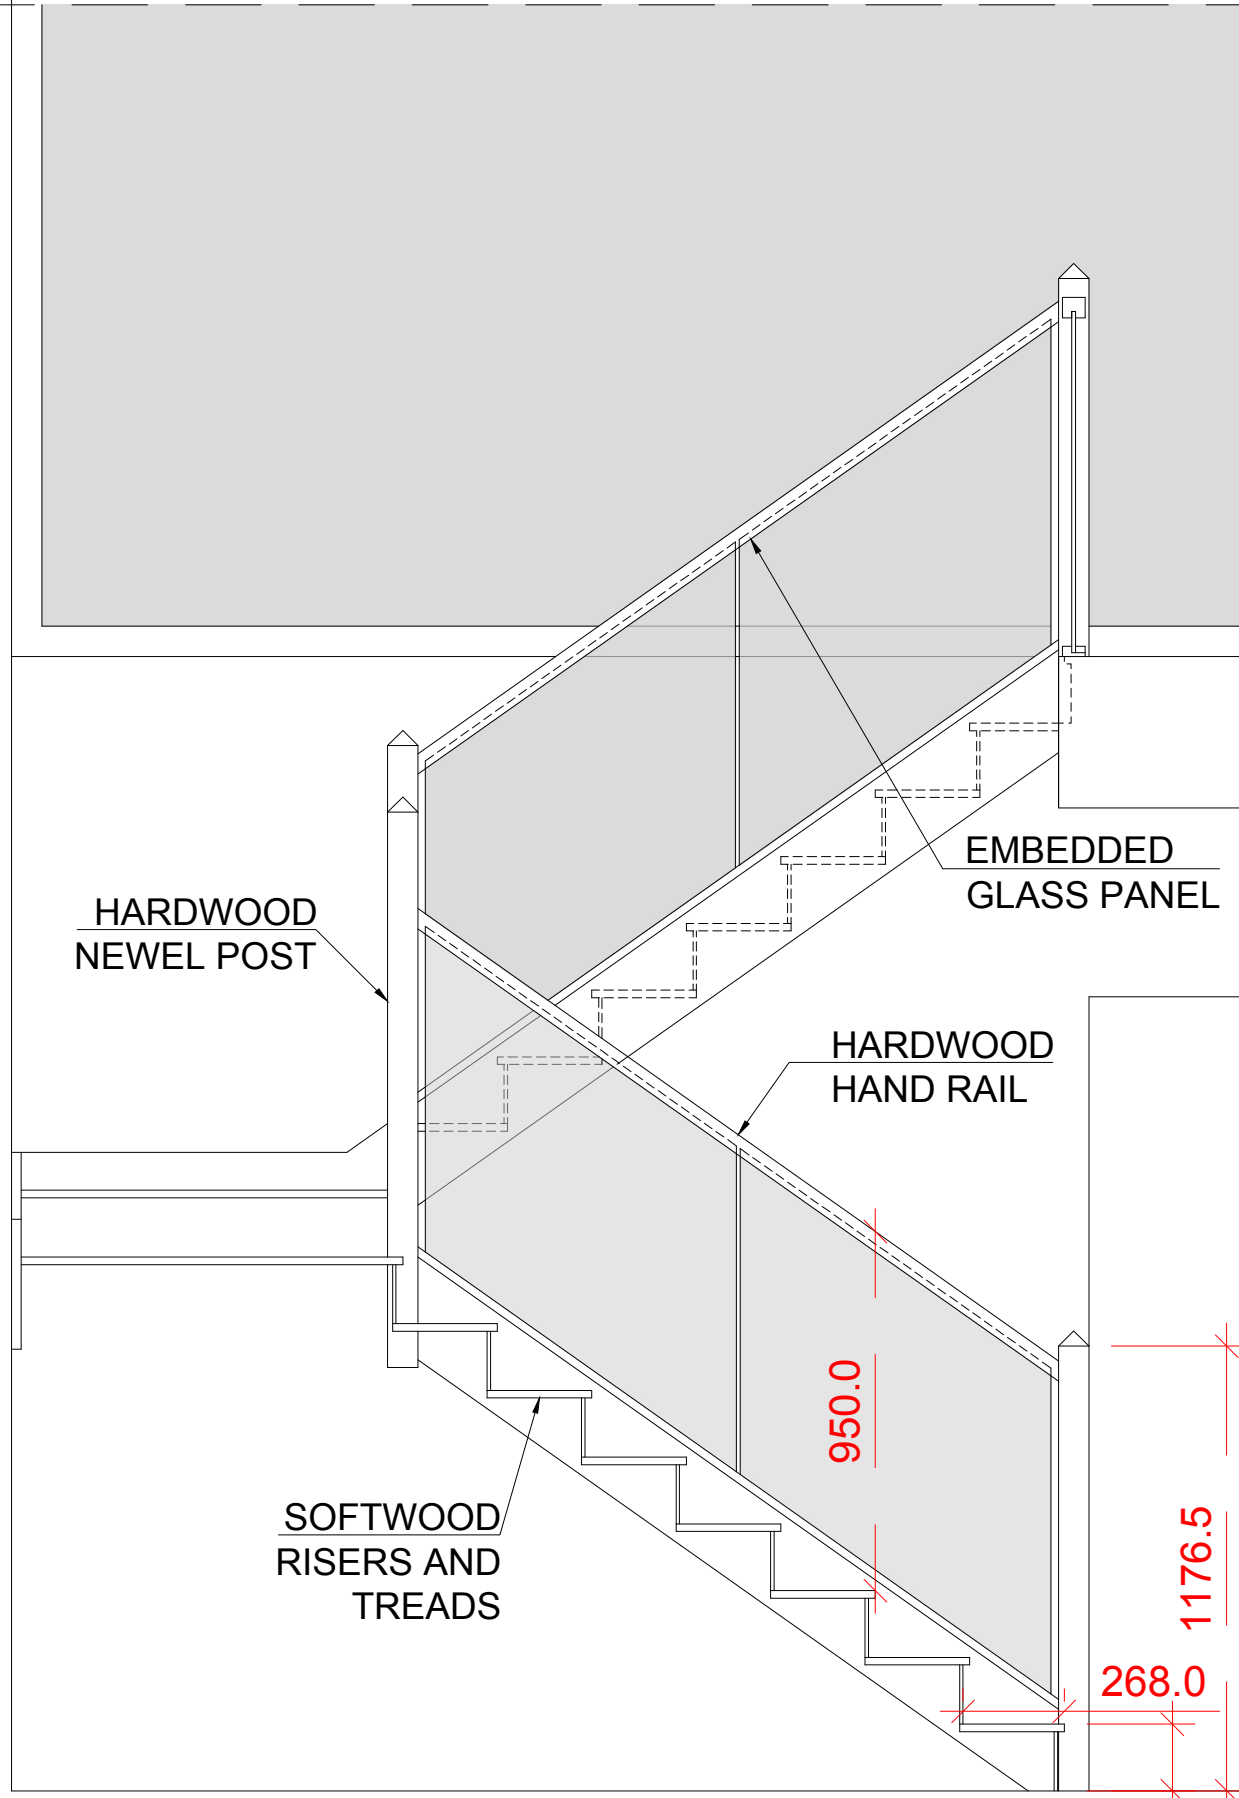 EMBEDDED
GLASS PANEL
HARDWOOD
NEWEL POST
HARDWOOD
HAND RAIL
950.0
SOFTWOOD
RISERS AND
TREADS
1176.5
268.0